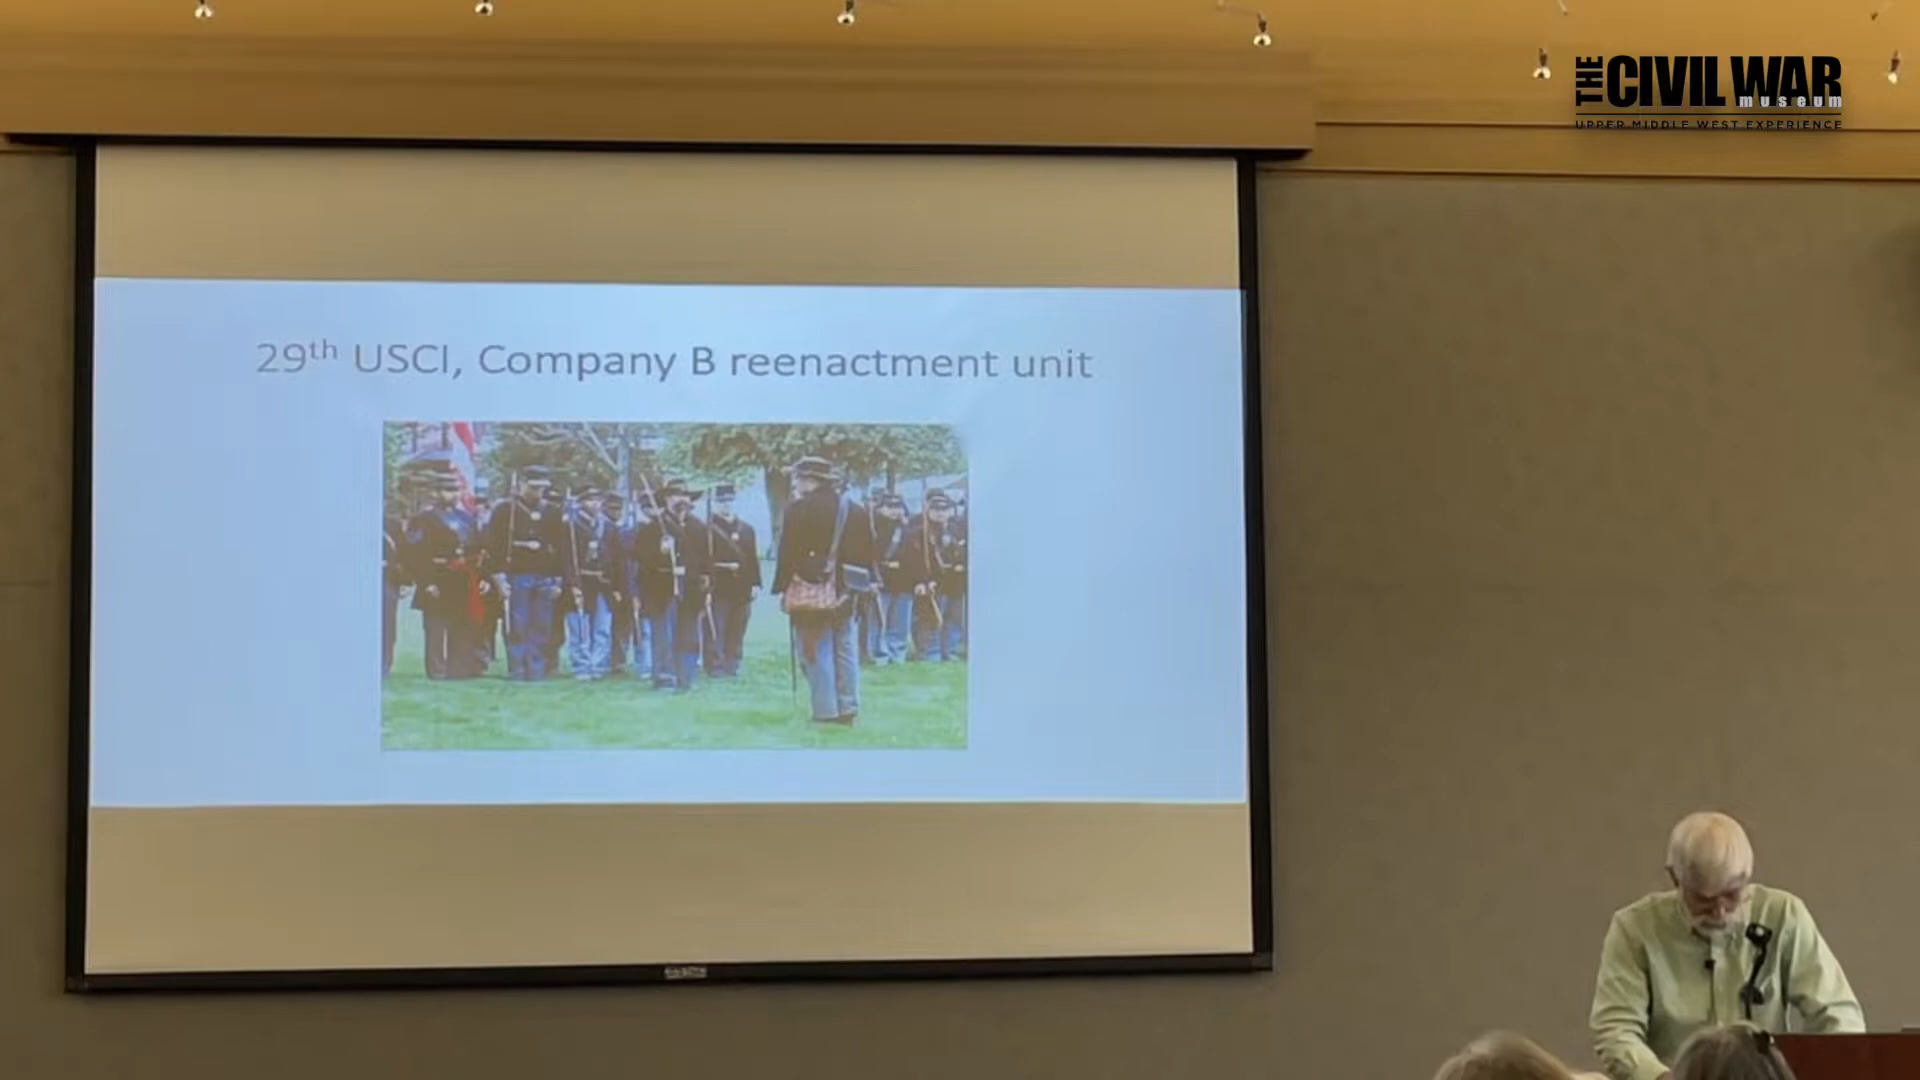 THE CIVIL WAR
museum
UPPER MIDDLE WEST EXPERIENCE
29th USCI, Company B reenactment unit